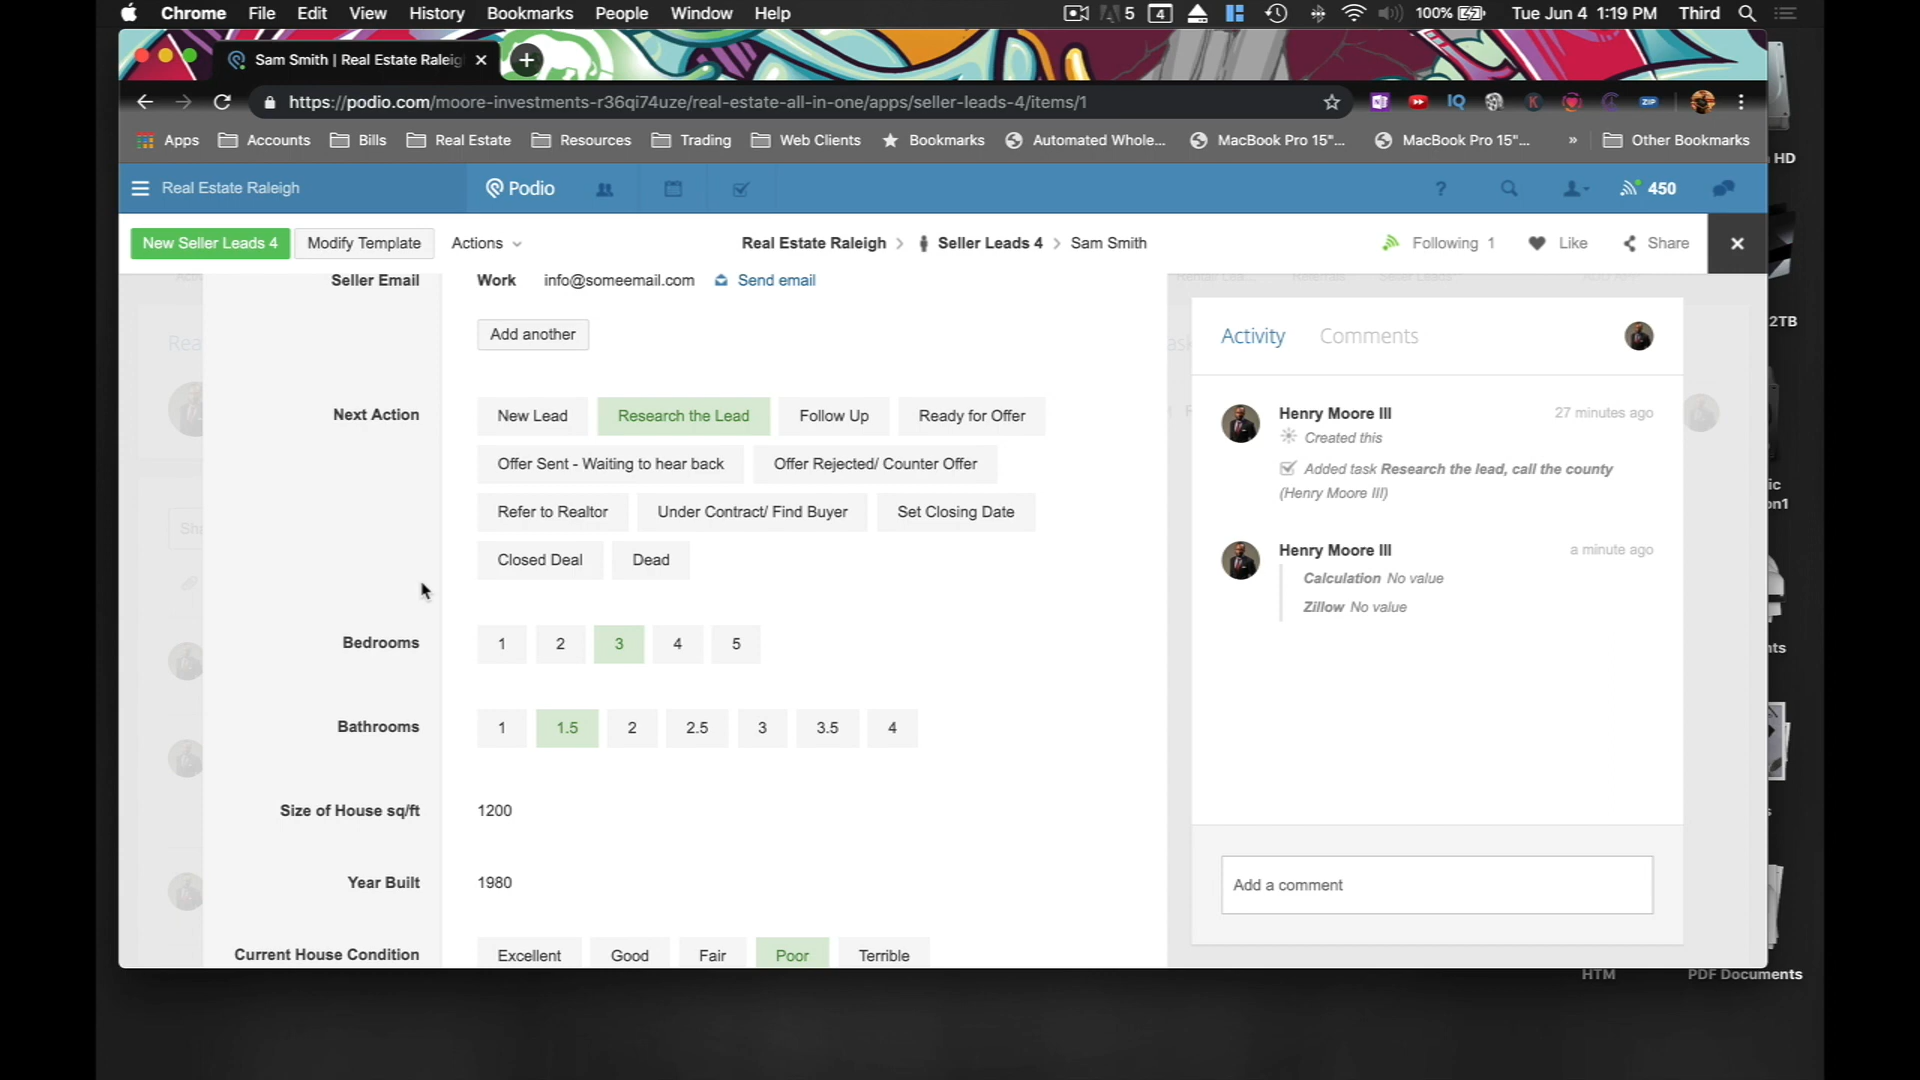 Chrome File Edit View History Bookmarks People Window Help 5 4 100% Tue Jun 4 1:19 PM Third
Sam Smith | Real Estate Raleig
https://podio.com/moore-investments-r36qi74uze/real-estate-all-in-one/apps/seller-leads-4/items/1 IQ K ZIP
Apps Accounts Bills Real Estate Resources Trading Web Clients Bookmarks Automated Whole... MacBook Pro 15"... MacBook Pro 15"... » Other Bookmarks
HD
Real Estate Raleigh Podio ? 450
New Seller Leads 4 Modify Template Actions Real Estate Raleigh > Seller Leads 4 > Sam Smith Following 1 Like Share
Seller Email Work info@someemail.com Send email
2TB
Add another
Activity Comments
Next Action New Lead Research the Lead Follow Up Ready for Offer
Offer Sent - Waiting to hear back Offer Rejected/ Counter Offer
Refer to Realtor Under Contract/ Find Buyer Set Closing Date
Closed Deal Dead
Henry Moore III 27 minutes ago
Created this
Added task Research the lead, call the county
(Henry Moore III)
Henry Moore III a minute ago
Calculation No value
Zillow No value
ic
on1
nts
Bedrooms 1 2 3 4 5
Bathrooms 1 1.5 2 2.5 3 3.5 4
Size of House sq/ft 1200
Year Built 1980
Add a comment
Current House Condition Excellent Good Fair Poor Terrible
HTM PDF Documents